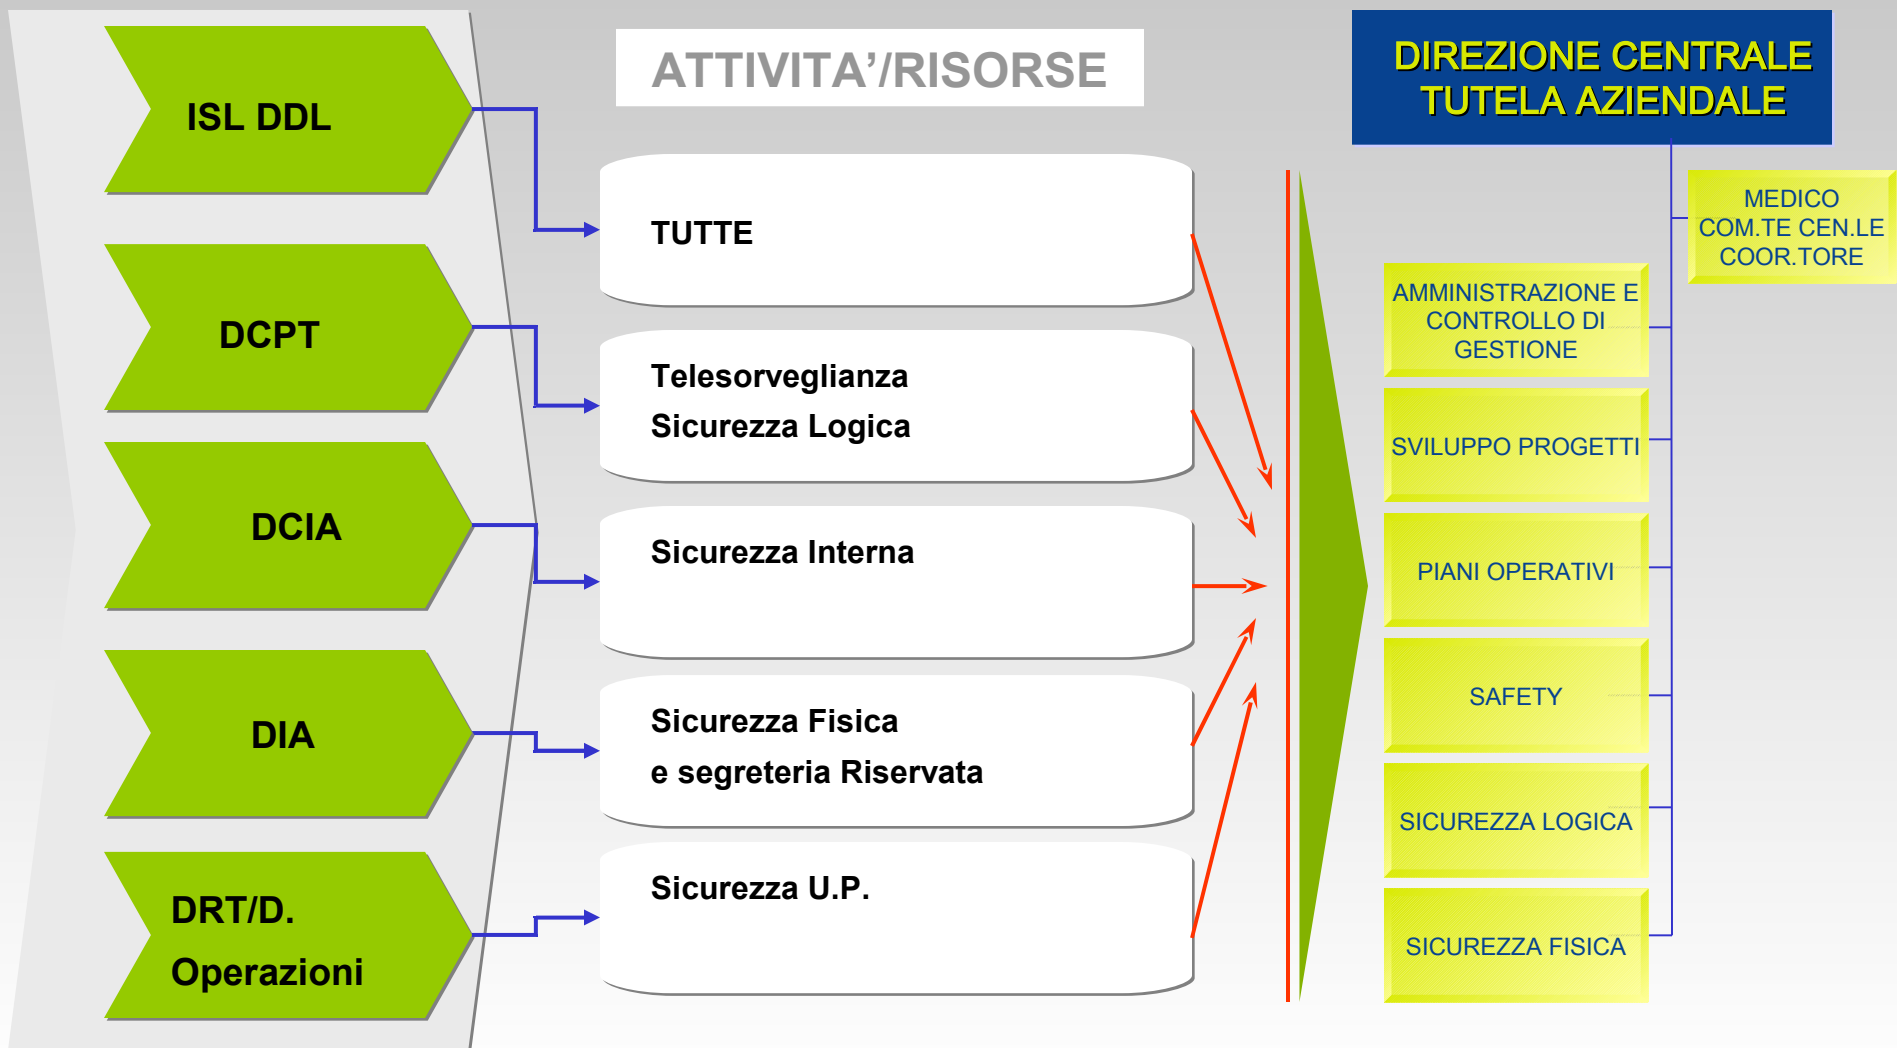 ISL DDL
DCPT
DCIA
DIA
DRT/D.
Operazioni
ATTIVITA’/RISORSE
TUTTE
Telesorveglianza
Sicurezza Logica
Sicurezza Interna
Sicurezza Fisica
e segreteria Riservata
Sicurezza U.P.
DIREZIONE CENTRALE
TUTELA AZIENDALE
MEDICO
COM.TE CEN.LE
COOR.TORE
AMMINISTRAZIONE E
CONTROLLO DI
GESTIONE
SVILUPPO PROGETTI
PIANI OPERATIVI
SAFETY
SICUREZZA LOGICA
SICUREZZA FISICA